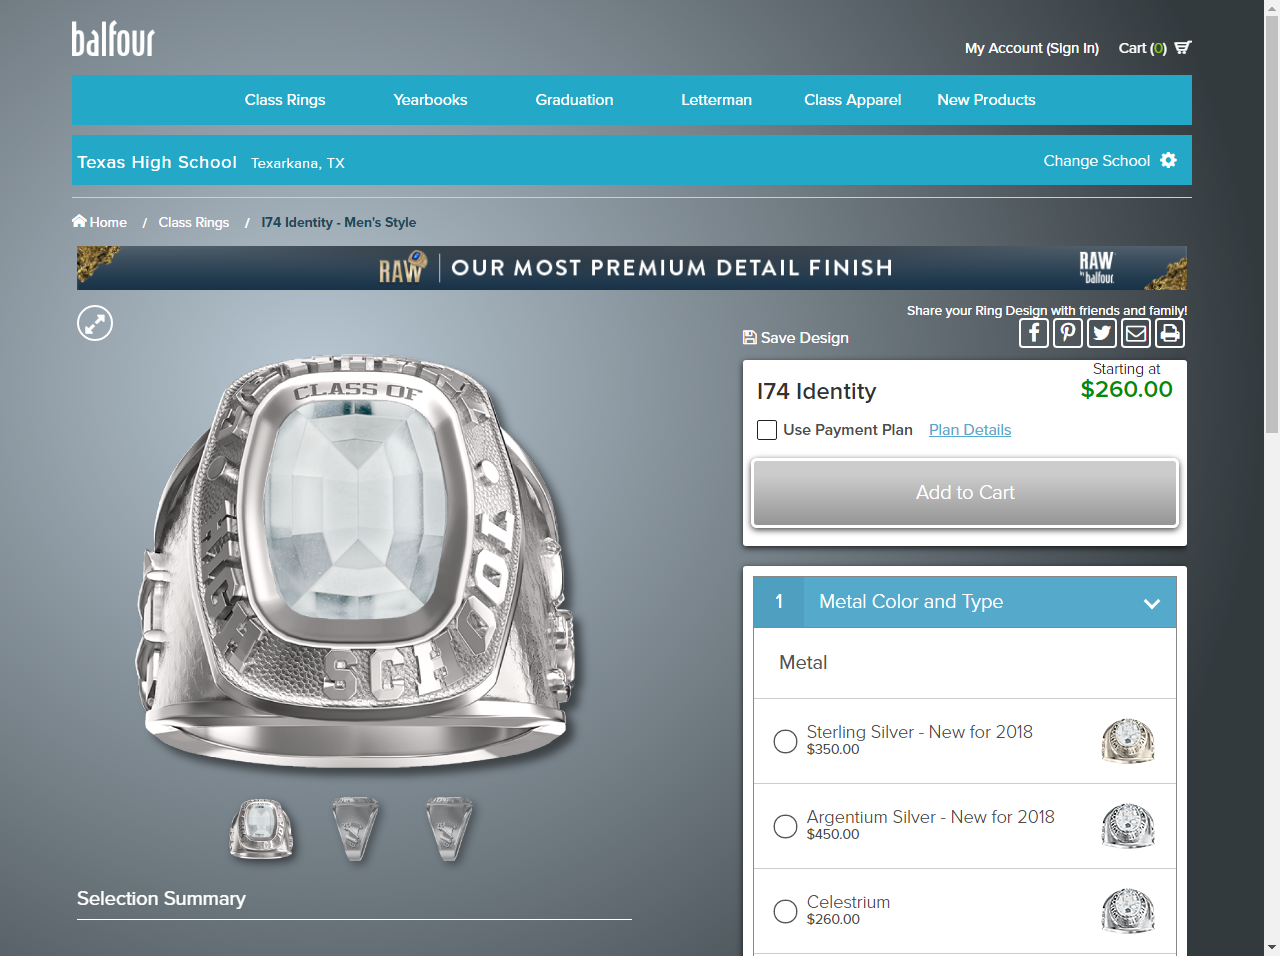 balfour
My Account (Sign In) Cart (0)
Class Rings Yearbooks Graduation Letterman Class Apparel New Products
Texas High School Texarkana, TX Change School
Home / Class Rings / I74 Identity - Men's Style
RAW | OUR MOST PREMIUM DETAIL FINISH RAW by balfour
Share your Ring Design with friends and family!
Save Design
CLASS OF
HIGH SCHOOL
I74 Identity
Starting at
$260.00
Use Payment Plan Plan Details
Add to Cart
1 Metal Color and Type
Metal
Sterling Silver - New for 2018
$350.00
Argentium Silver - New for 2018
$450.00
Celestrium
$260.00
Selection Summary